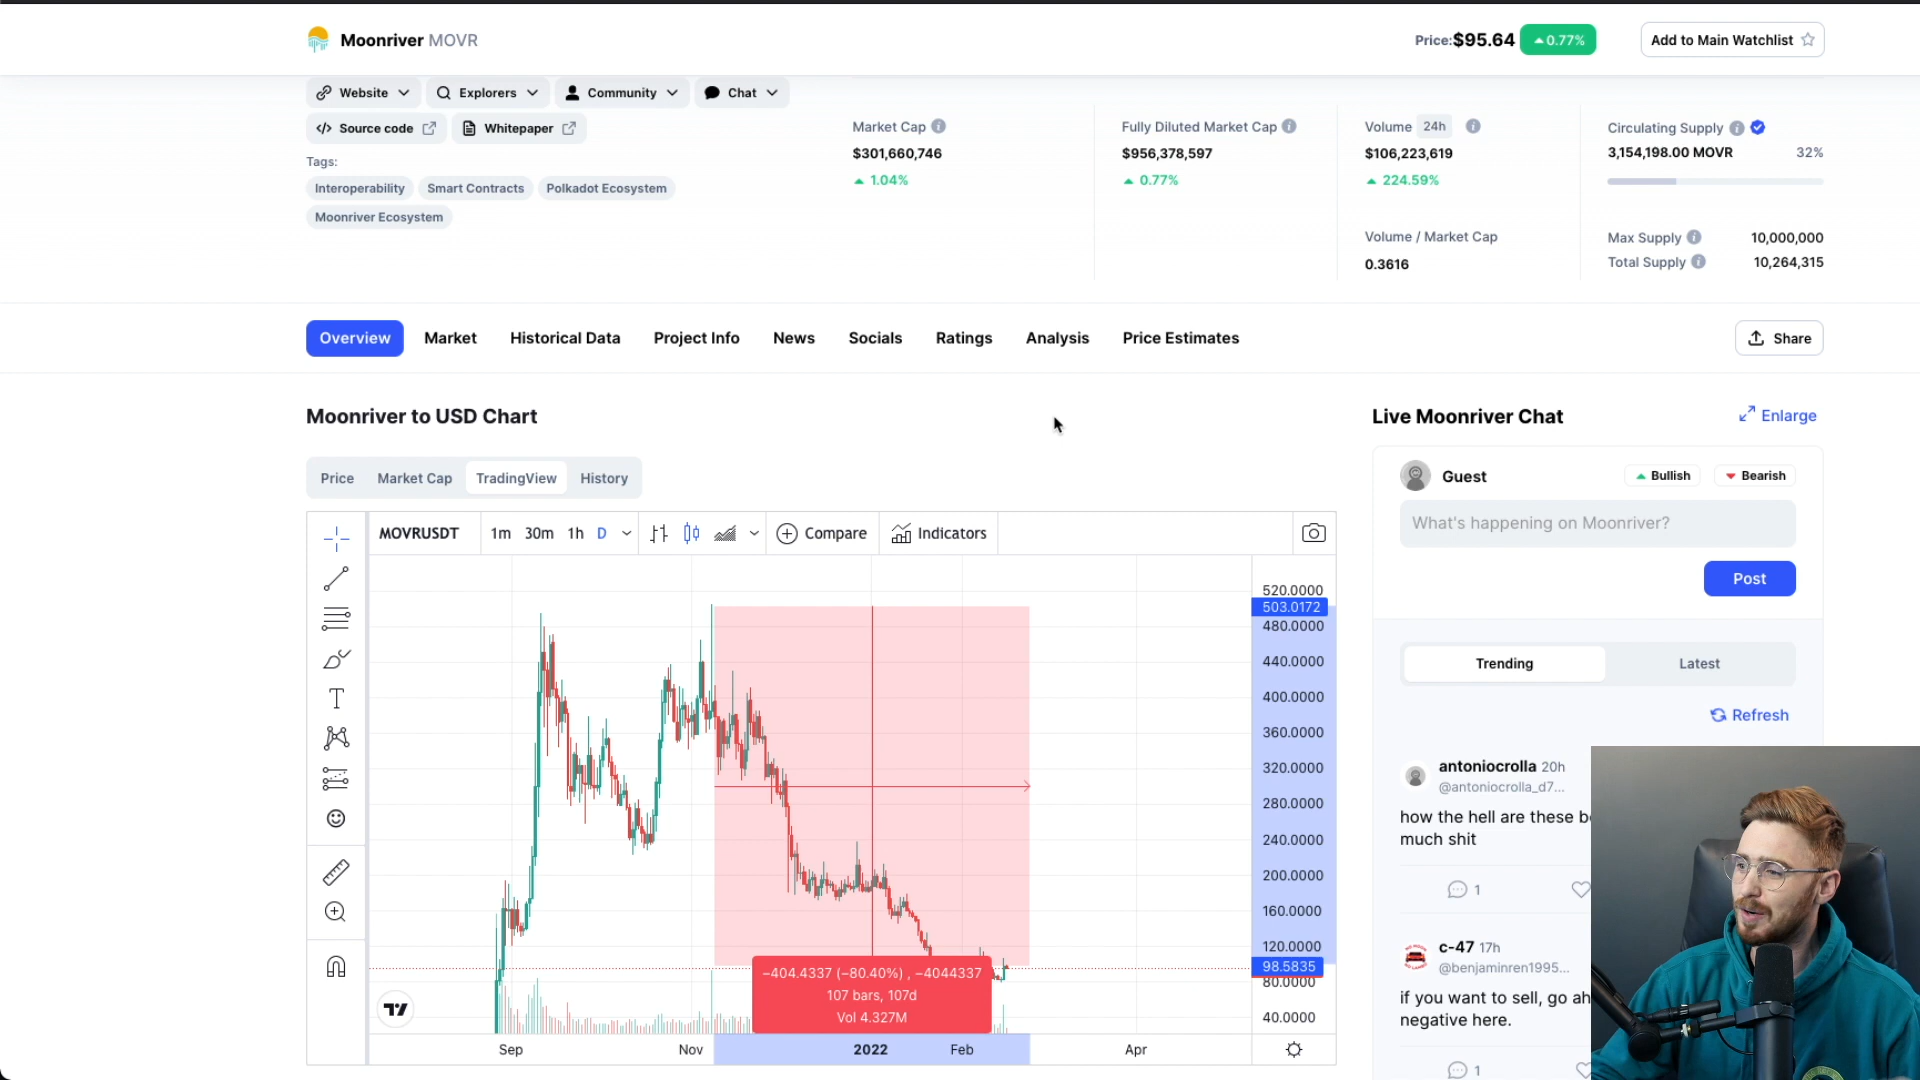 Moonriver MOVR
Price:$95.64 0.77%
Add to Main Watchlist
Website
Explorers
Community
Chat
Source code
Whitepaper
Tags:
Interoperability
Smart Contracts
Polkadot Ecosystem
Moonriver Ecosystem
Market Cap
$301,660,746
1.04%
Fully Diluted Market Cap
$956,378,597
0.77%
Volume 24h
$106,223,619
224.59%
Volume / Market Cap
0.3616
Circulating Supply
3,154,198.00 MOVR 32%
Max Supply 10,000,000
Total Supply 10,264,315
Overview
Market
Historical Data
Project Info
News
Socials
Ratings
Analysis
Price Estimates
Share
Moonriver to USD Chart
Price
Market Cap
TradingView
History
MOVRUSDT
1m
30m
1h
D
Compare
Indicators
520.0000
503.0172
480.0000
440.0000
400.0000
360.0000
320.0000
280.0000
240.0000
200.0000
160.0000
120.0000
98.5835
80.0000
40.0000
−404.4337 (−80.40%) , −4044337
107 bars, 107d
Vol 4.327M
Sep
Nov
2022
Feb
Apr
Live Moonriver Chat
Enlarge
Guest
Bullish
Bearish
What's happening on Moonriver?
Post
Trending
Latest
Refresh
antoniocrolla 20h
@antoniocrolla_d7...
how the hell are these
much shit
1
c-47 17h
@benjaminren1995...
if you want to sell, go
negative here.
1